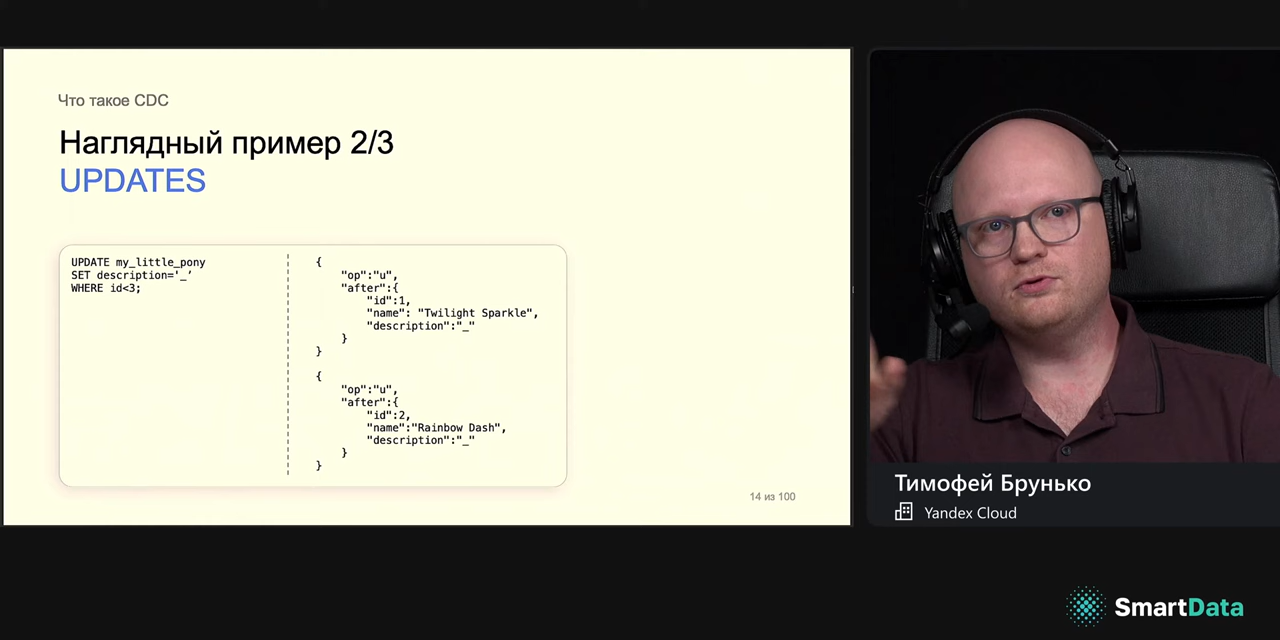 Что такое CDC
Наглядный пример 2/3
UPDATES
UPDATE my_little_pony
SET description='_’
WHERE id<3;
{
"op":"u",
"after":{
"id":1,
"name": "Twilight Sparkle",
"description":"_"
}
}
{
"op":"u",
"after":{
"id":2,
"name":"Rainbow Dash",
"description":"_"
}
}
14 из 100
Тимофей Брунько
Yandex Cloud
SmartData